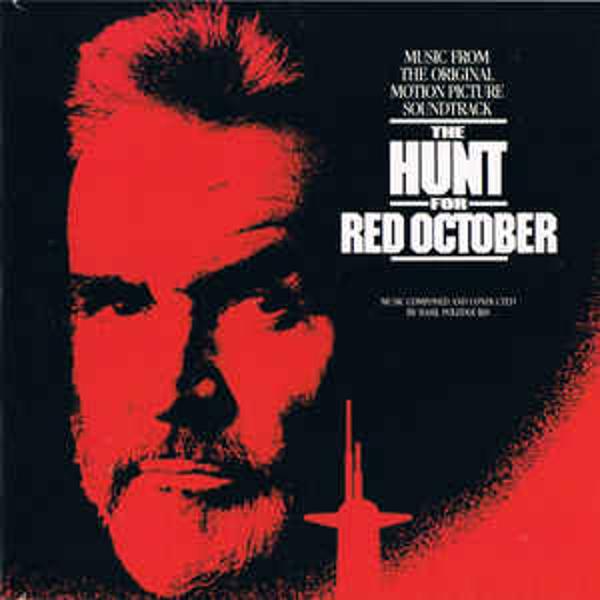 MUSIC FROM
THE ORIGINAL
MOTION PICTURE
SOUNDTRACK
THE
HUNT
FOR
RED OCTOBER
MUSIC COMPOSED AND CONDUCTED
BY BASIL POLEDOURIS